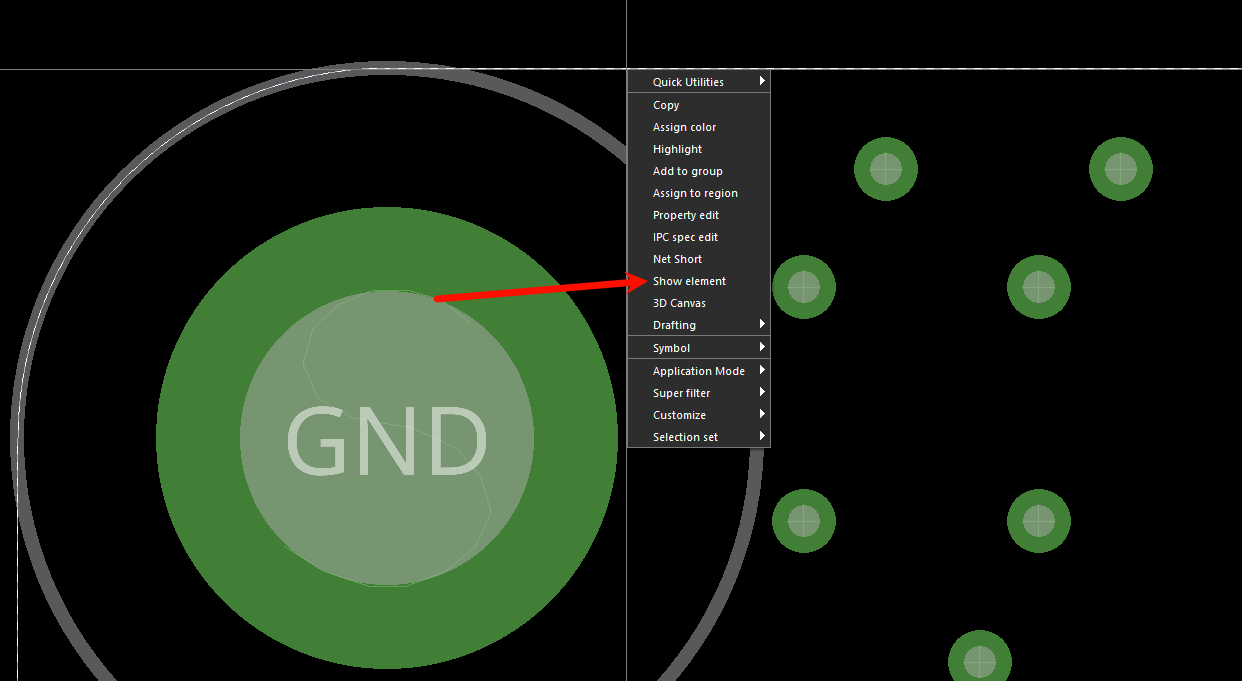 Quick Utilities
Copy
Assign color
Highlight
Add to group
Assign to region
Property edit
IPC spec edit
Net Short
Show element
3D Canvas
Drafting
Symbol
Application Mode
Super filter
Customize
Selection set
GND